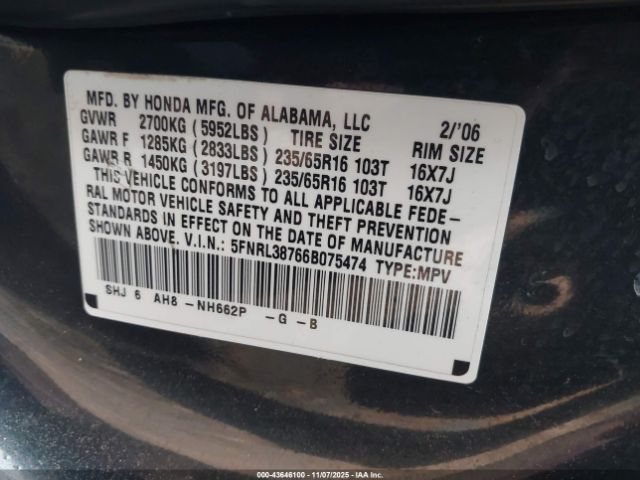 MFD. BY HONDA MFG. OF ALABAMA, LLC 2/'06
GVWR 2700KG (5952LBS) TIRE SIZE RIM SIZE
GAWR F 1285KG (2833LBS) 235/65R16 103T 16X7J
GAWR R 1450KG (3197LBS) 235/65R16 103T 16X7J
THIS VEHICLE CONFORMS TO ALL APPLICABLE FEDE-
RAL MOTOR VEHICLE SAFETY AND THEFT PREVENTION
STANDARDS IN EFFECT ON THE DATE OF MANUFACTURE
SHOWN ABOVE. V.I.N.: 5FNRL38766B075474 TYPE:MPV
SHJ 6 AH8 -NH662P -G -B
00-43646100 - 11/07/2025 - IAA Inc.